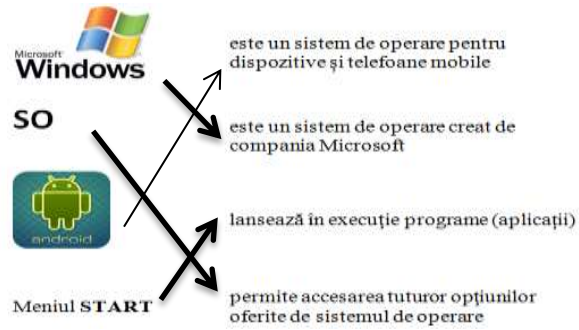 Microsoft
Windows
este un sistem de operare pentru
dispozitive și telefoane mobile
SO
este un sistem de operare creat de
compania Microsoft
android
lansează în execuție programe (aplicații)
Meniul START
permite accesarea tuturor opțiunilor
oferite de sistemul de operare